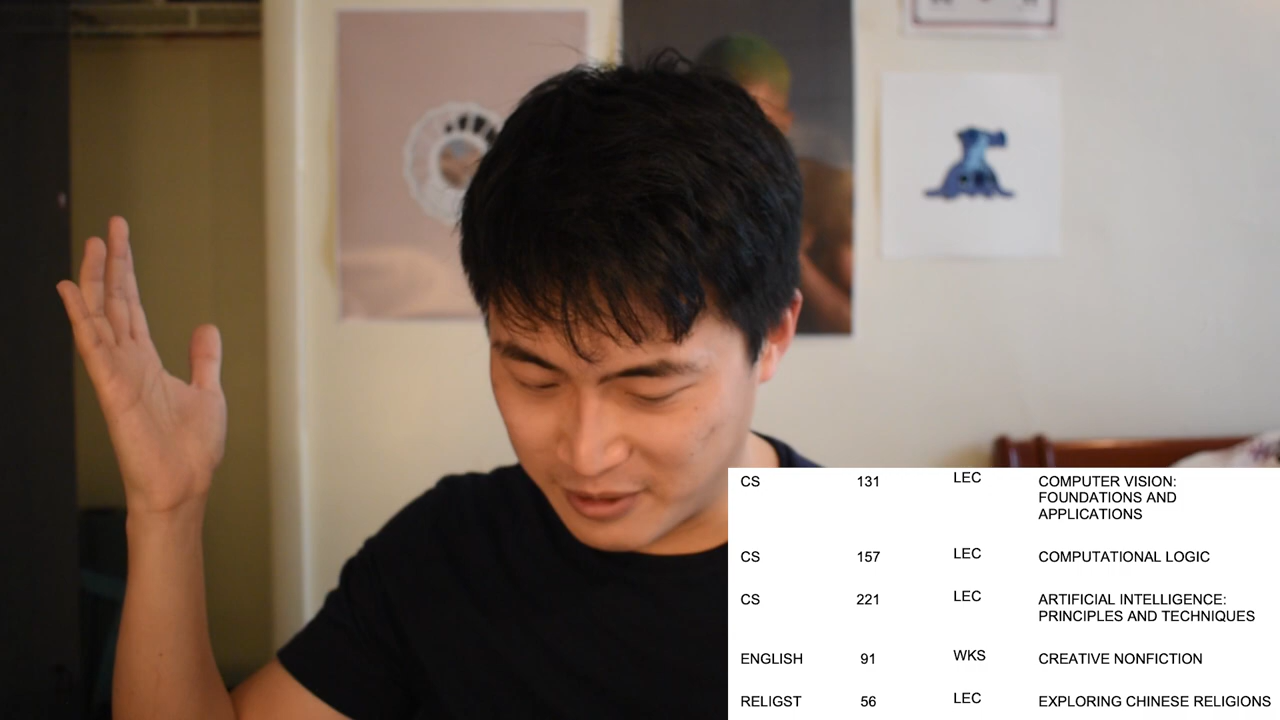 CS 131 LEC COMPUTER VISION:
FOUNDATIONS AND
APPLICATIONS
CS 157 LEC COMPUTATIONAL LOGIC
CS 221 LEC ARTIFICIAL INTELLIGENCE:
PRINCIPLES AND TECHNIQUES
ENGLISH 91 WKS CREATIVE NONFICTION
RELIGST 56 LEC EXPLORING CHINESE RELIGIONS